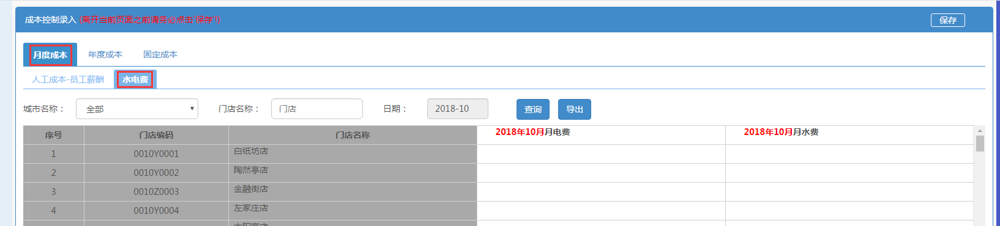 成本控制录入 (离开当前页面之前请务必点击'保存'!) 保存
月度成本 年度成本 固定成本
人工成本-员工薪酬 水电费
城市名称： 全部 门店名称： 门店 日期： 2018-10 查询 导出
序号 门店编码 门店名称 2018年10月月电费 2018年10月月水费
1 0010Y0001 白纸坊店
2 0010Y0002 陶然亭店
3 0010Z0003 金融街店
4 0010Y0004 左家庄店